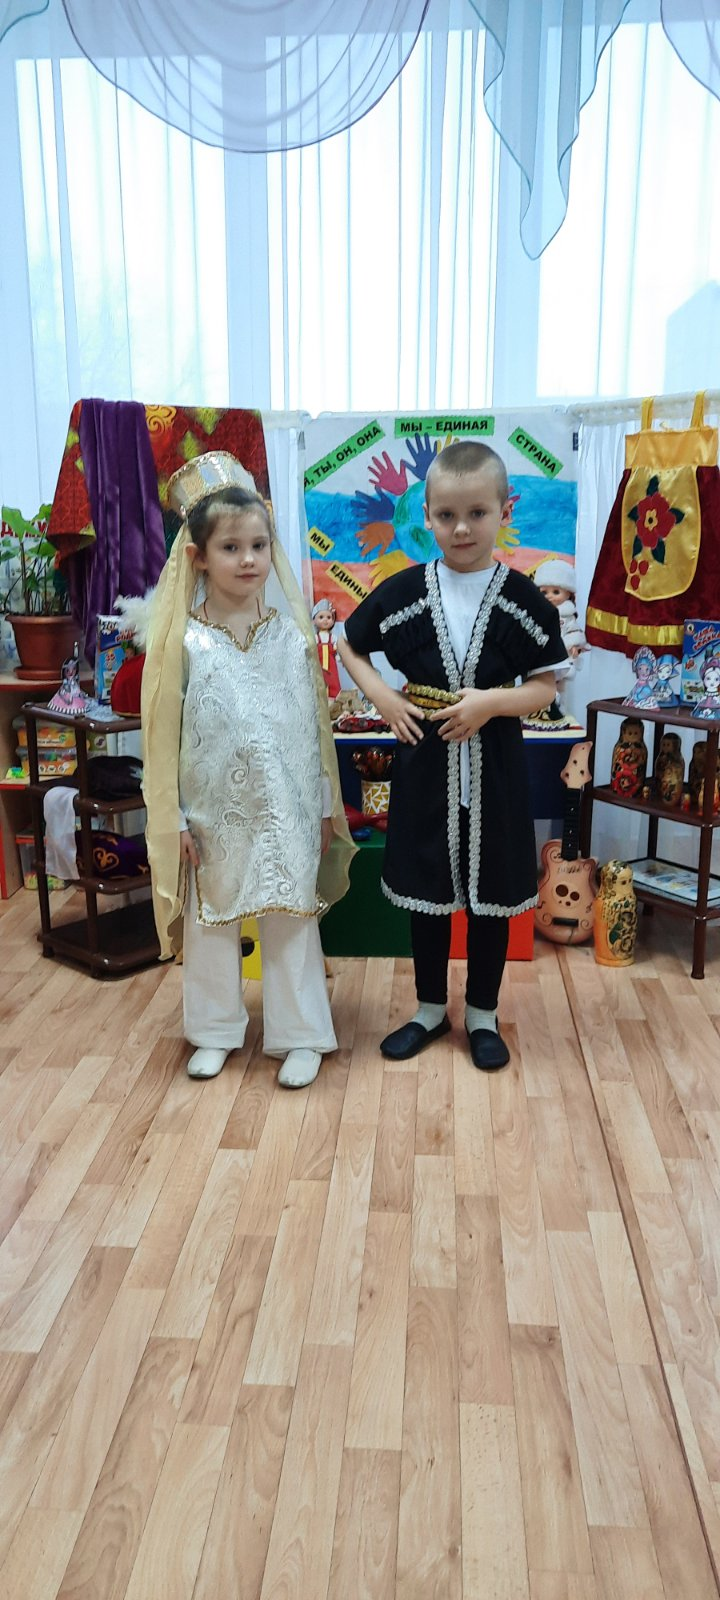 Я, ТЫ, ОН, ОНА
МЫ – ЕДИНАЯ
СТРАНА
МЫ
ЕДИНЫ